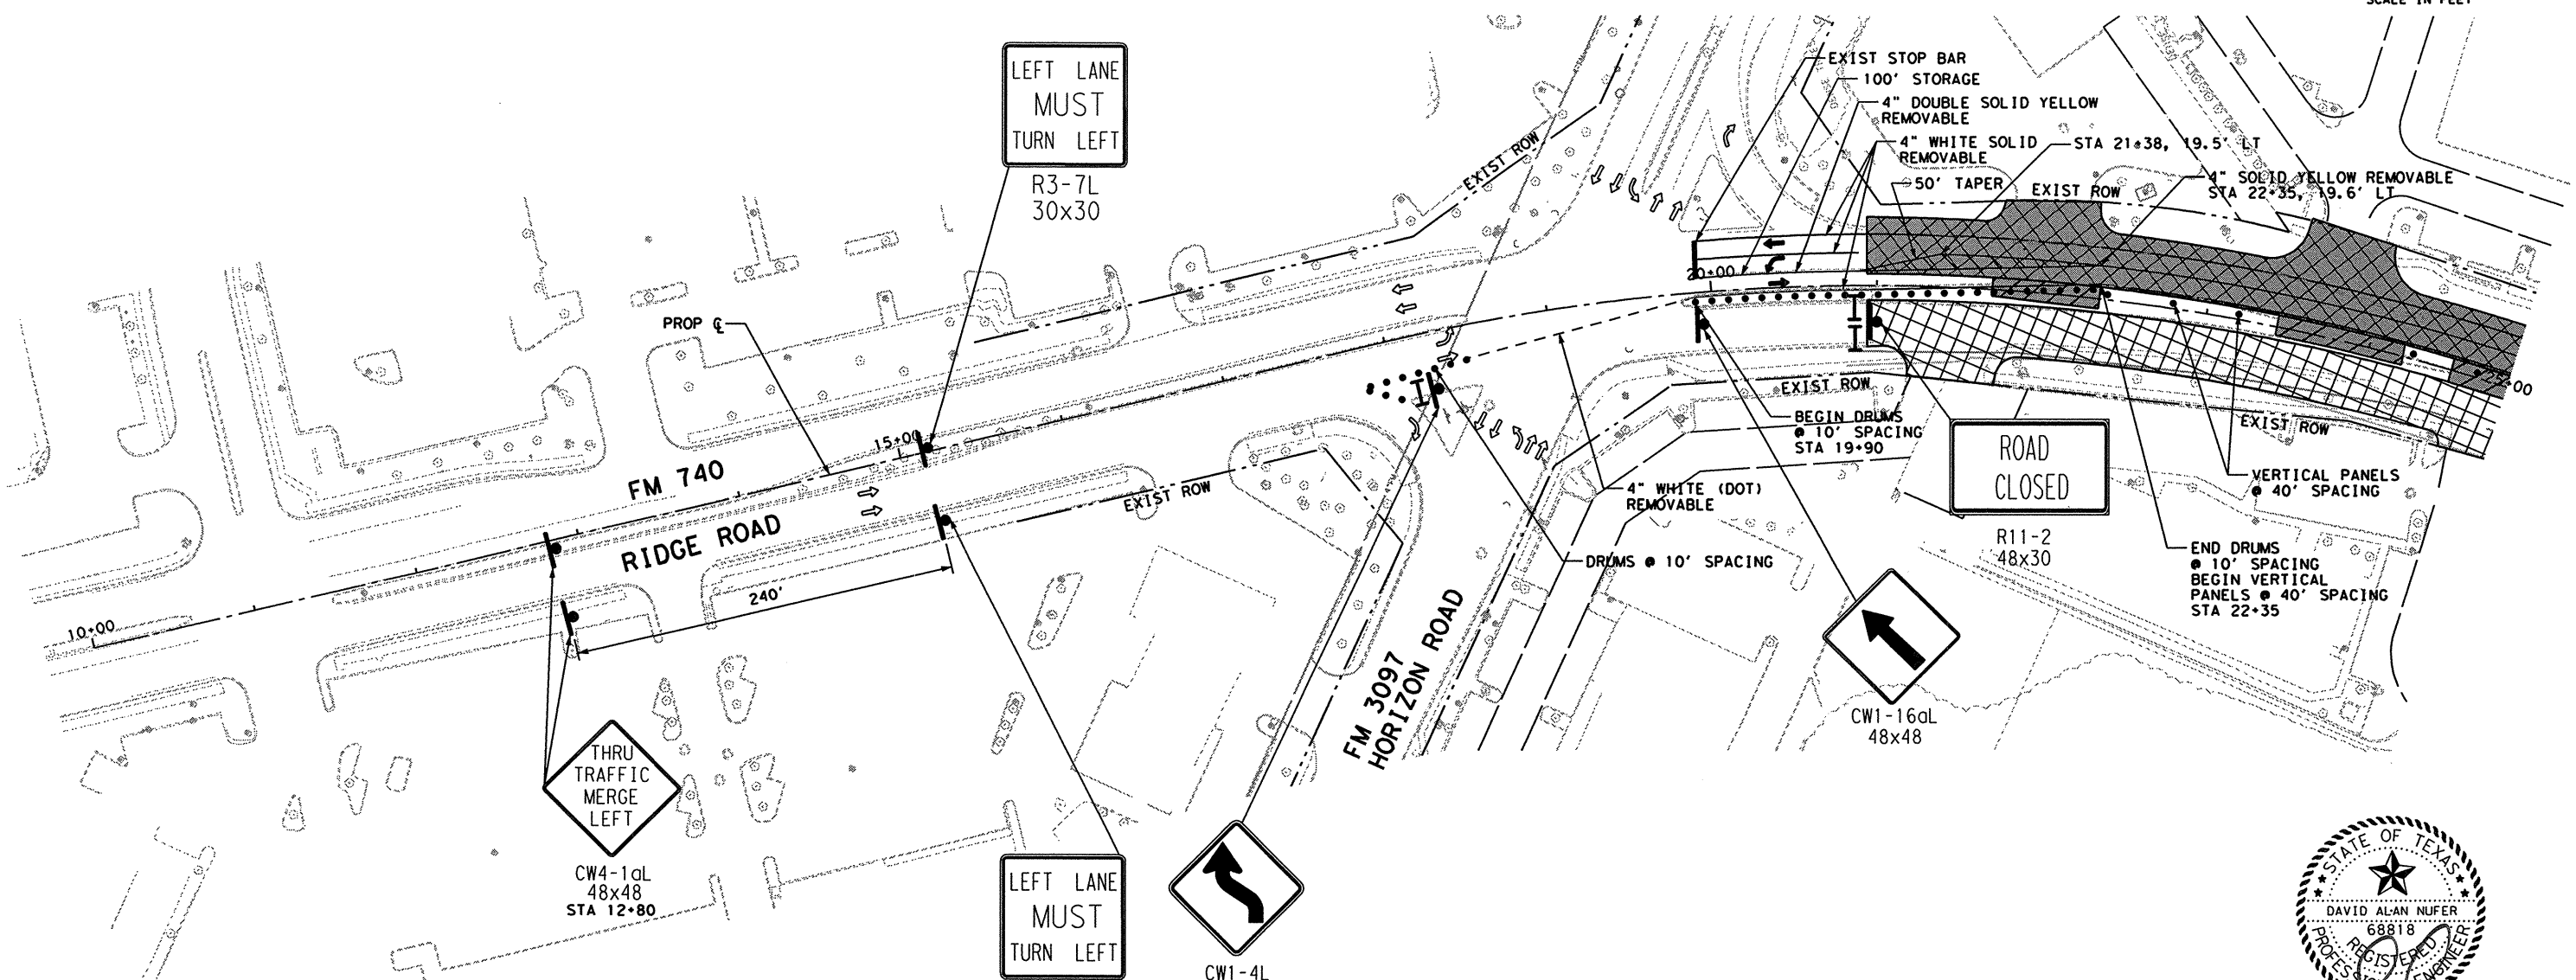 SCALE IN FEET
LEFT LANE
MUST
TURN LEFT
R3-7L
30x30
EXIST STOP BAR
100' STORAGE
4" DOUBLE SOLID YELLOW
REMOVABLE
4" WHITE SOLID
REMOVABLE
STA 21+38, 19.5' LT
50' TAPER
EXIST ROW
4" SOLID YELLOW REMOVABLE
STA 22+35, 19.6' LT
EXIST ROW
20+00
PROP ℄
15+00
FM 740
RIDGE ROAD
EXIST ROW
240'
10+00
EXIST ROW
BEGIN DRUMS
@ 10' SPACING
STA 19+90
4" WHITE (DOT)
REMOVABLE
DRUMS @ 10' SPACING
ROAD
CLOSED
R11-2
48x30
25+00
EXIST ROW
VERTICAL PANELS
@ 40' SPACING
END DRUMS
@ 10' SPACING
BEGIN VERTICAL
PANELS @ 40' SPACING
STA 22+35
FM 3097
HORIZON ROAD
CW1-16aL
48x48
THRU
TRAFFIC
MERGE
LEFT
CW4-1aL
48x48
STA 12+80
LEFT LANE
MUST
TURN LEFT
CW1-4L
STATE OF TEXAS
DAVID ALAN NUFER
68818
REGISTERED